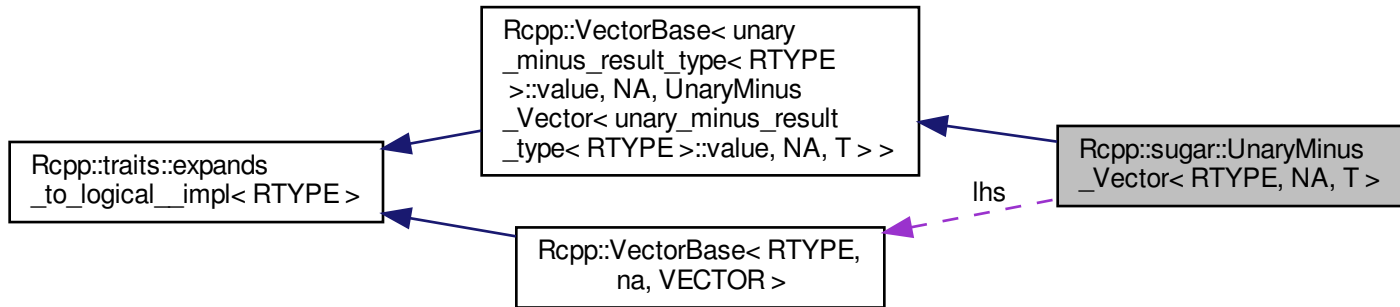 Rcpp::VectorBase< unary
_minus_result_type< RTYPE
>::value, NA, UnaryMinus
_Vector< unary_minus_result
_type< RTYPE >::value, NA, T > >
Rcpp::traits::expands
_to_logical__impl< RTYPE >
Rcpp::sugar::UnaryMinus
_Vector< RTYPE, NA, T >
lhs
Rcpp::VectorBase< RTYPE,
na, VECTOR >